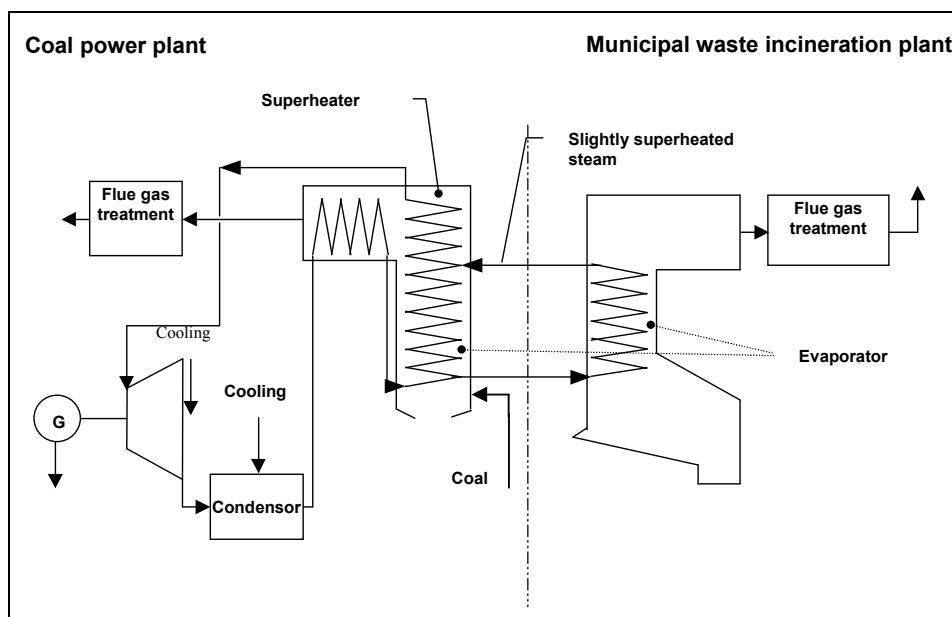 Coal power plant
Municipal waste incineration plant
Superheater
Slightly superheated
steam
Flue gas
treatment
Flue gas
treatment
Cooling
Evaporator
Cooling
G
Coal
Condensor